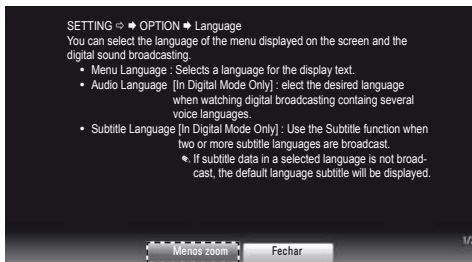 SETTING ⇨ ➡ OPTION ➡ Language
You can select the language of the menu displayed on the screen and the
digital sound broadcasting.
• Menu Language : Selects a language for the display text.
• Audio Language [In Digital Mode Only] : elect the desired language
when watching digital broadcasting containg several
voice languages.
• Subtitle Language [In Digital Mode Only] : Use the Subtitle function when
two or more subtitle languages are broadcast.
If subtitle data in a selected language is not broad-
cast, the default language subtitle will be displayed.
Menos zoom Fechar